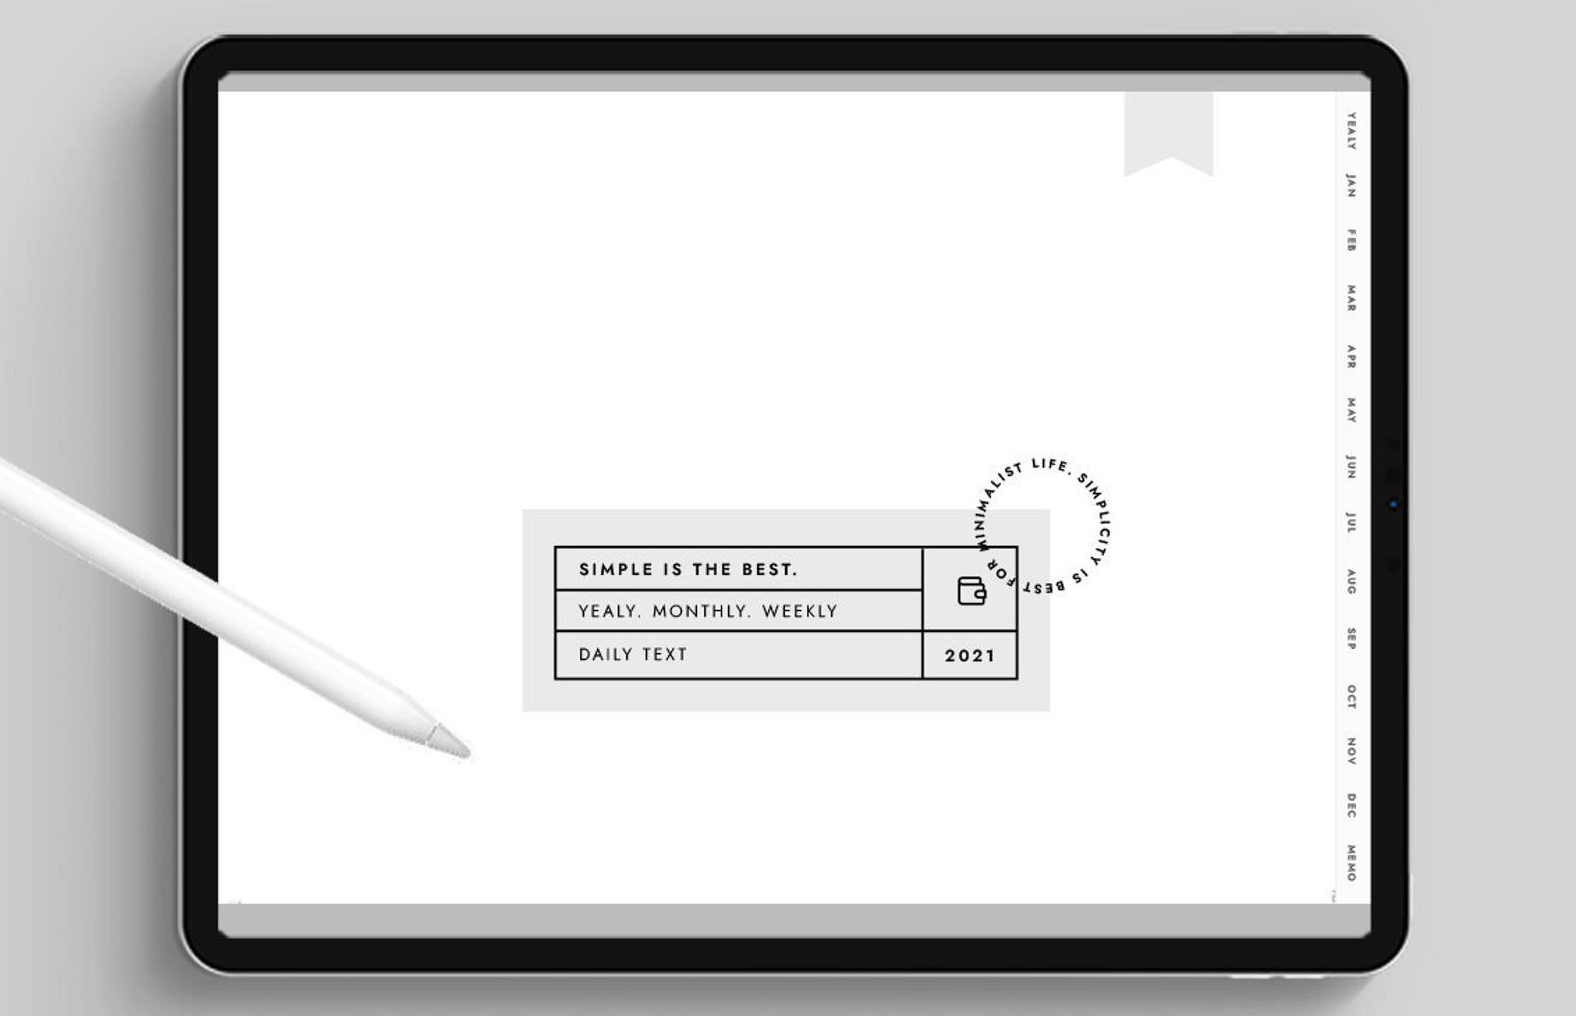 YEALY
JAN
FEB
MAR
APR
MAY
JUN
JUL
AUG
SEP
OCT
NOV
DEC
MEMO
MINIMALIST LIFE. SIMPLICITY IS BEST FOR
SIMPLE IS THE BEST.
YEALY. MONTHLY. WEEKLY
DAILY TEXT
2021